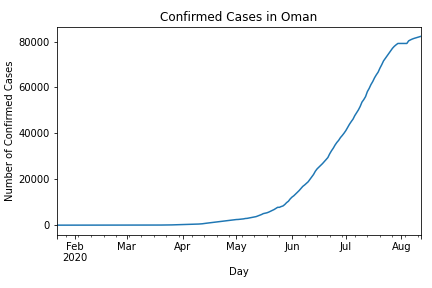 Confirmed Cases in Oman
Number of Confirmed Cases
80000
60000
40000
20000
0
Feb Mar Apr May Jun Jul Aug
2020
Day